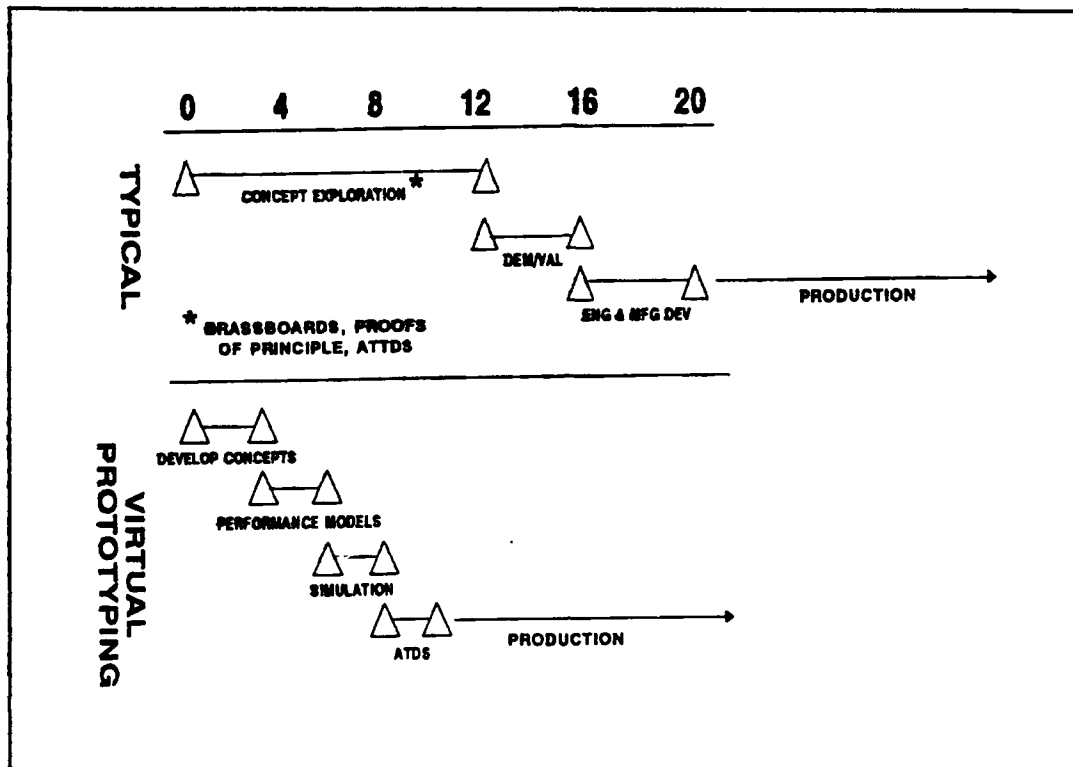 0 4 8 12 16 20
TYPICAL
CONCEPT EXPLORATION *
DEM/VAL
ENG & MFG DEV
PRODUCTION
* BRASSBOARDS, PROOFS
OF PRINCIPLE, ATTDS
VIRTUAL
PROTOTYPING
DEVELOP CONCEPTS
PERFORMANCE MODELS
SIMULATION
ATDS
PRODUCTION